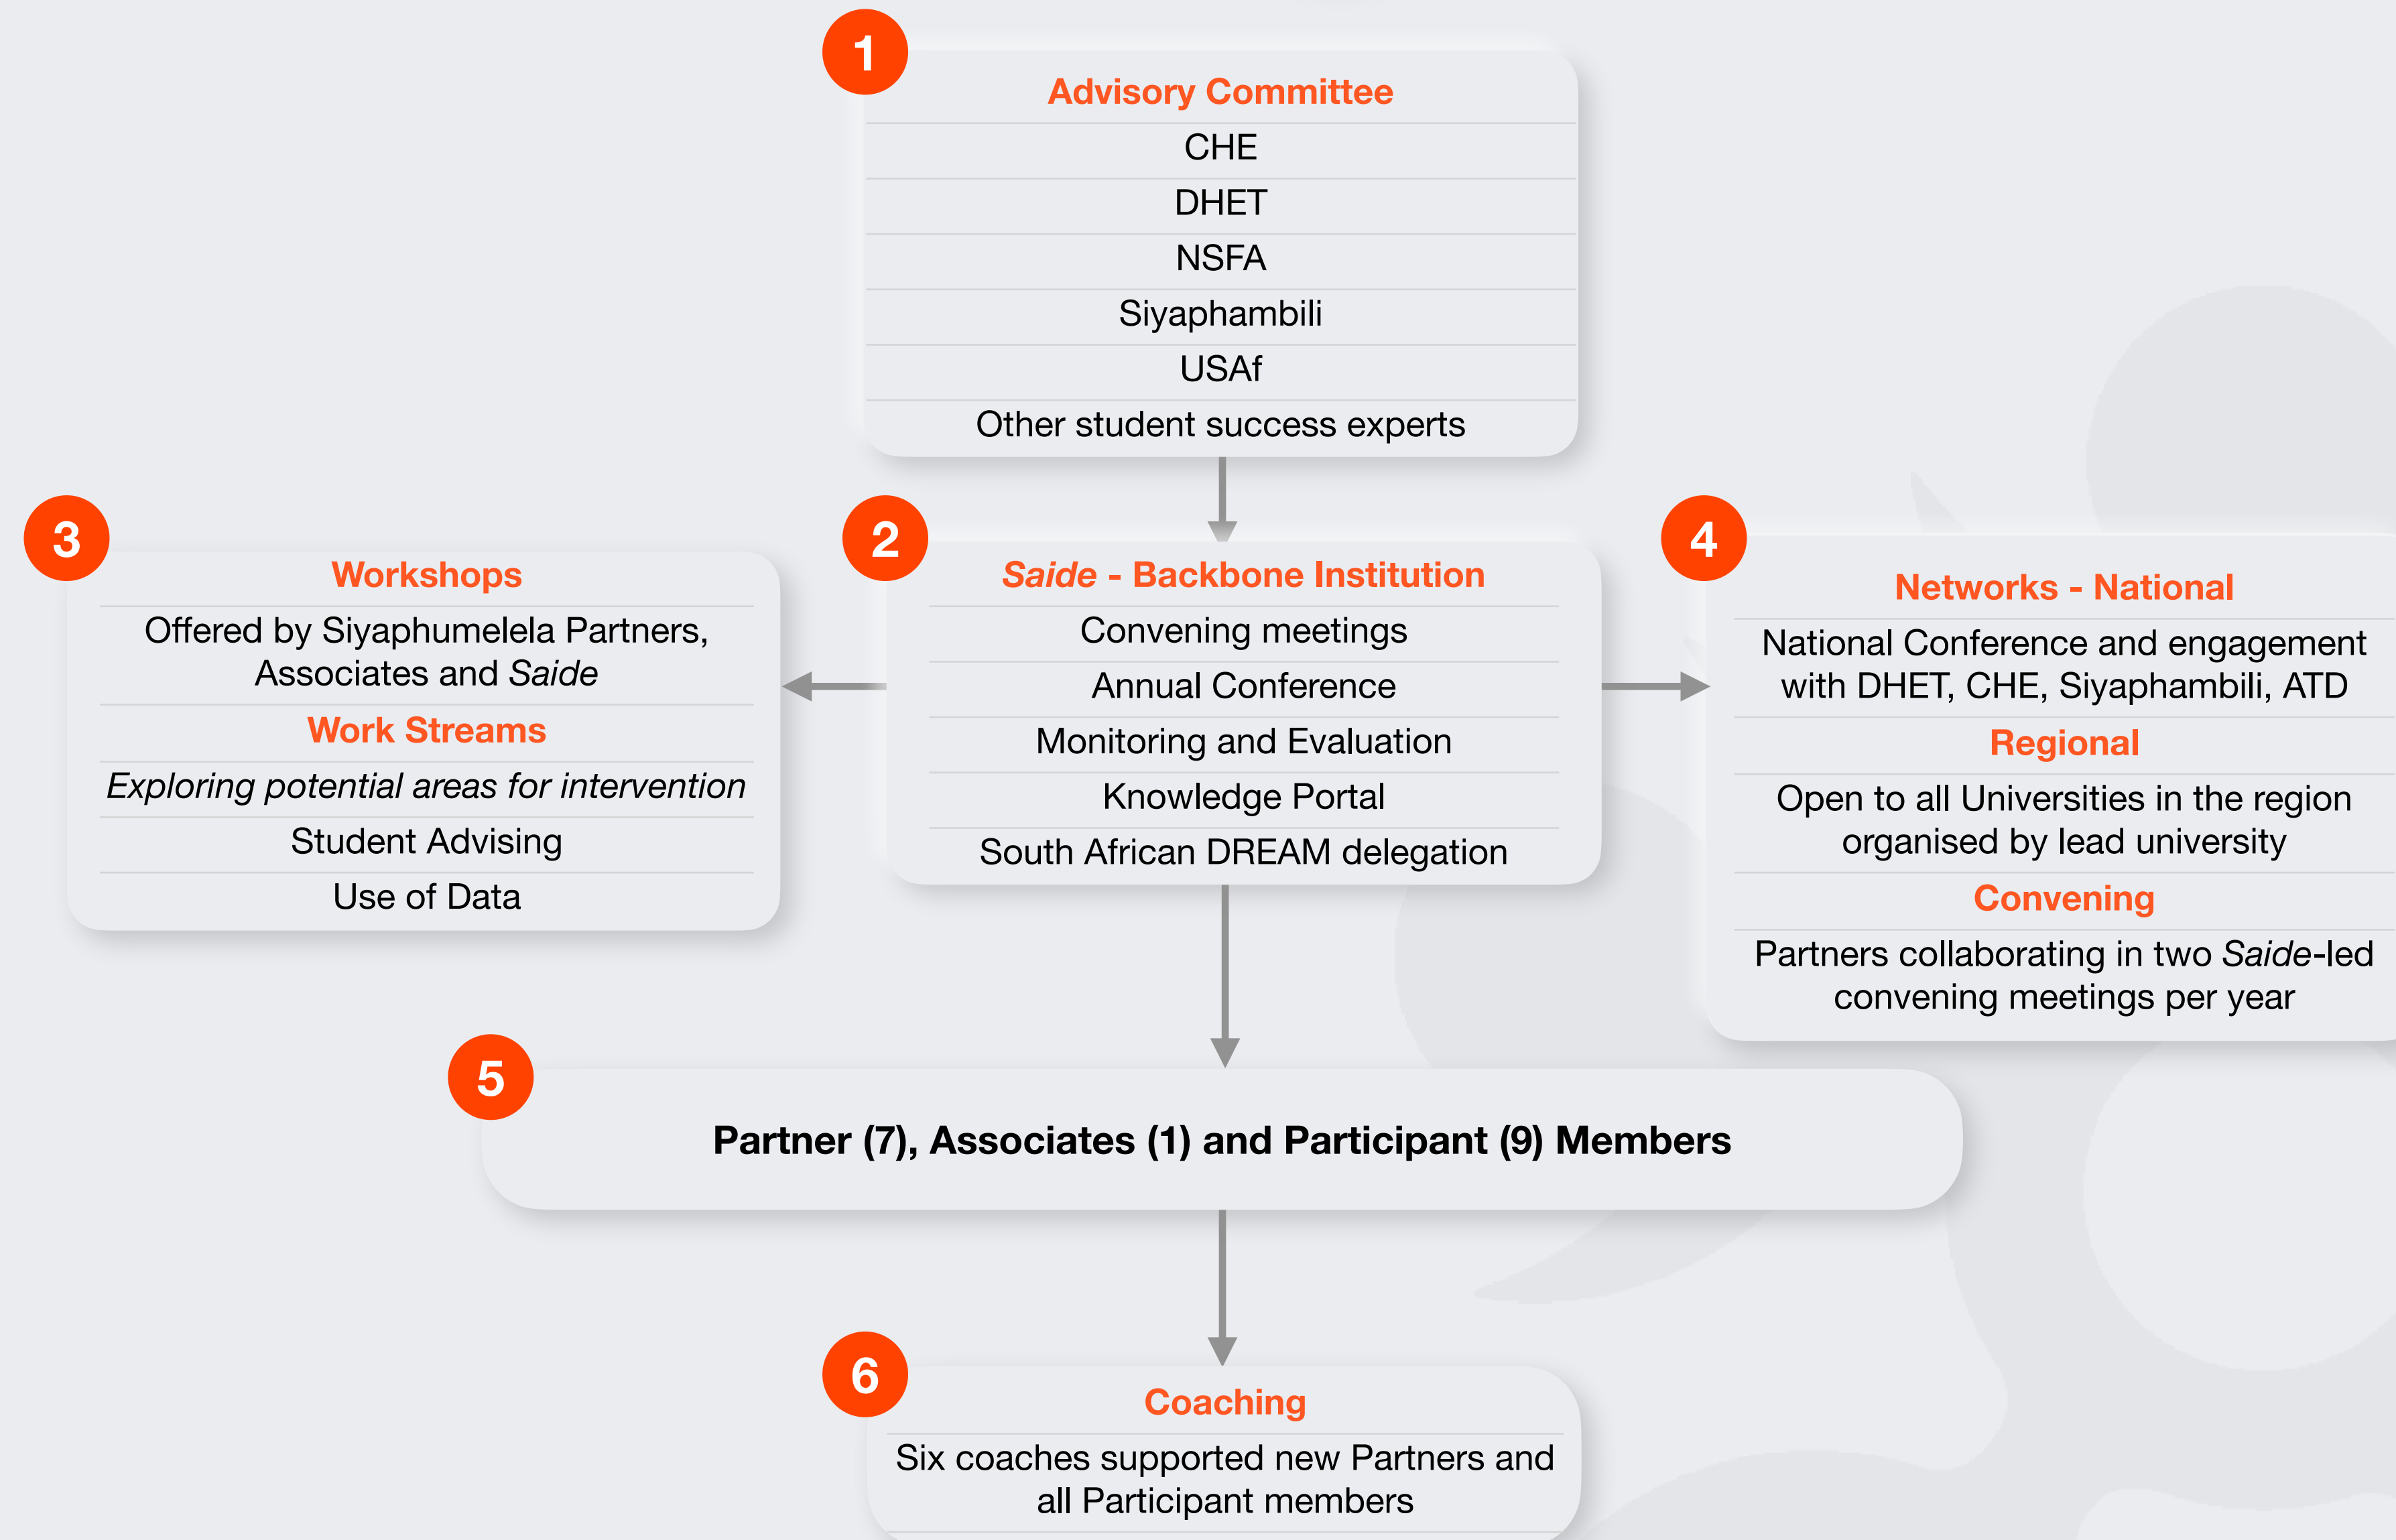 1
Advisory Committee
CHE
DHET
NSFA
Siyaphambili
USAf
Other student success experts
2
Saide - Backbone Institution
Convening meetings
Annual Conference
Monitoring and Evaluation
Knowledge Portal
South African DREAM delegation
3
Workshops
Offered by Siyaphumelela Partners,
Associates and Saide
Work Streams
Exploring potential areas for intervention
Student Advising
Use of Data
4
Networks - National
National Conference and engagement
with DHET, CHE, Siyaphambili, ATD
Regional
Open to all Universities in the region
organised by lead university
Convening
Partners collaborating in two Saide-led
convening meetings per year
5
Partner (7), Associates (1) and Participant (9) Members
6
Coaching
Six coaches supported new Partners and
all Participant members